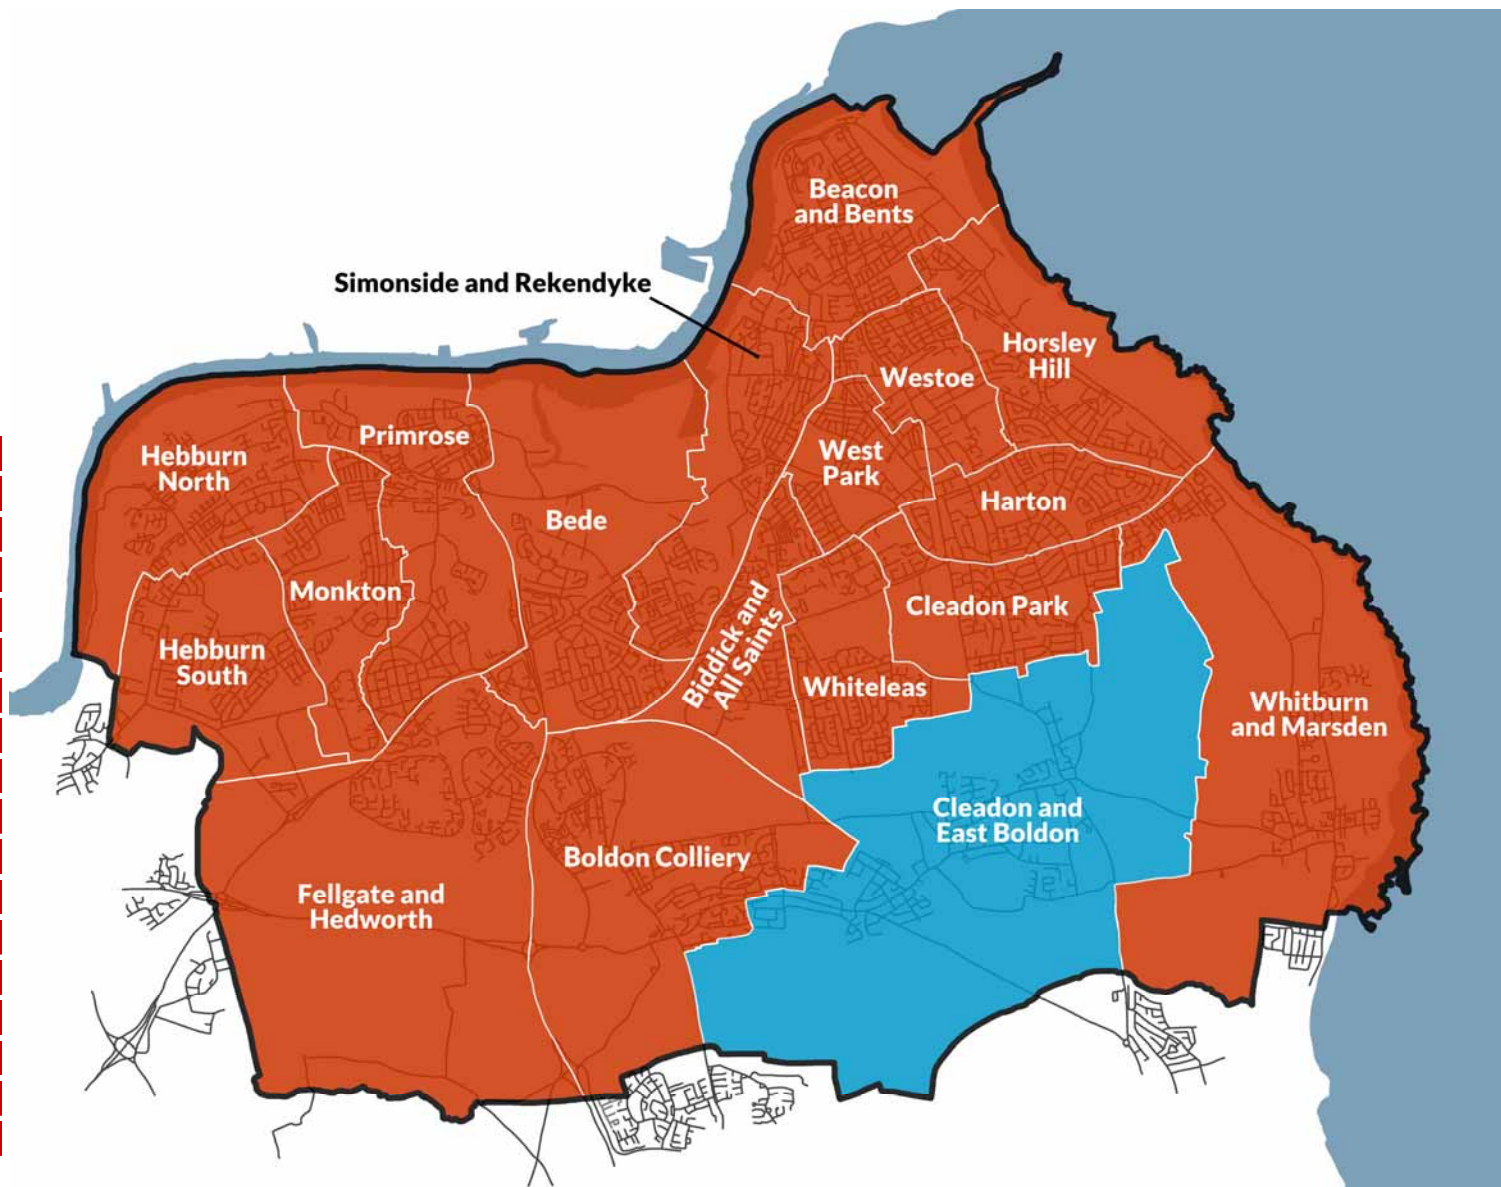 Beacon
and Bents
Simonside and Rekendyke
Horsley
Hill
Westoe
Primrose
Hebburn
North
West
Park
Harton
Bede
Monkton
Cleadon Park
Hebburn
South
Biddick and
All Saints
Whiteleas
Whitburn
and Marsden
Cleadon and
East Boldon
Boldon Colliery
Fellgate and
Hedworth